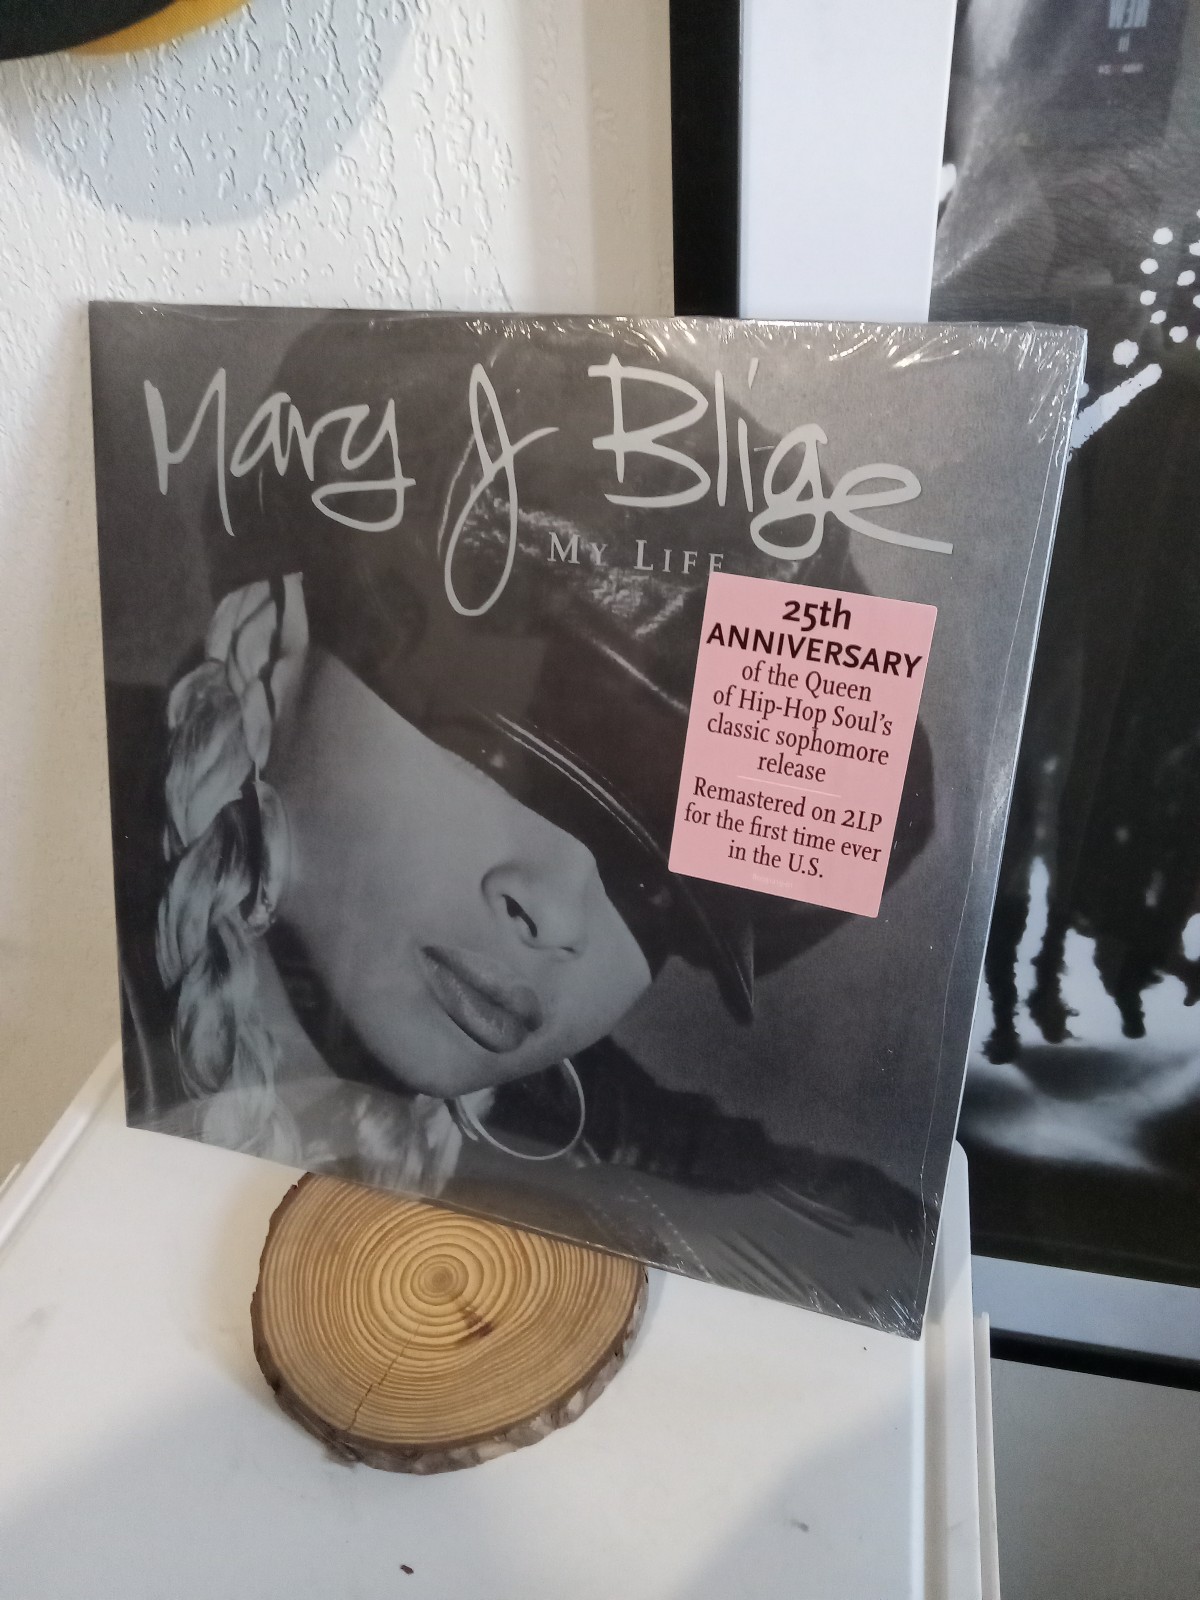 Mary J Blige
MY LIFE
25th
ANNIVERSARY
of the Queen
of Hip-Hop Soul's
classic sophomore
release
Remastered on 2LP
for the first time ever
in the U.S.